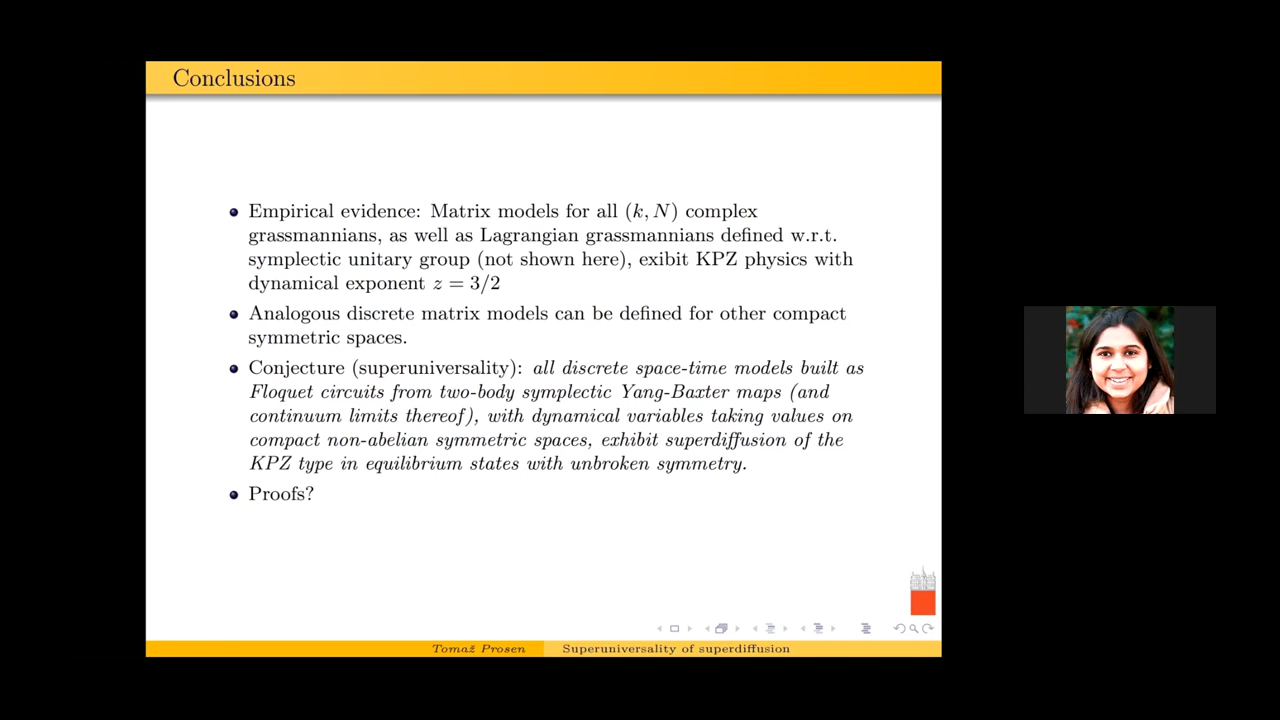 Conclusions
Empirical evidence: Matrix models for all (k, N) complex
grassmannians, as well as Lagrangian grassmannians defined w.r.t.
symplectic unitary group (not shown here), exibit KPZ physics with
dynamical exponent z = 3/2
Analogous discrete matrix models can be defined for other compact
symmetric spaces.
Conjecture (superuniversality): all discrete space-time models built as
Floquet circuits from two-body symplectic Yang-Baxter maps (and
continuum limits thereof), with dynamical variables taking values on
compact non-abelian symmetric spaces, exhibit superdiffusion of the
KPZ type in equilibrium states with unbroken symmetry.
Proofs?
Tomaž Prosen
Superuniversality of superdiffusion